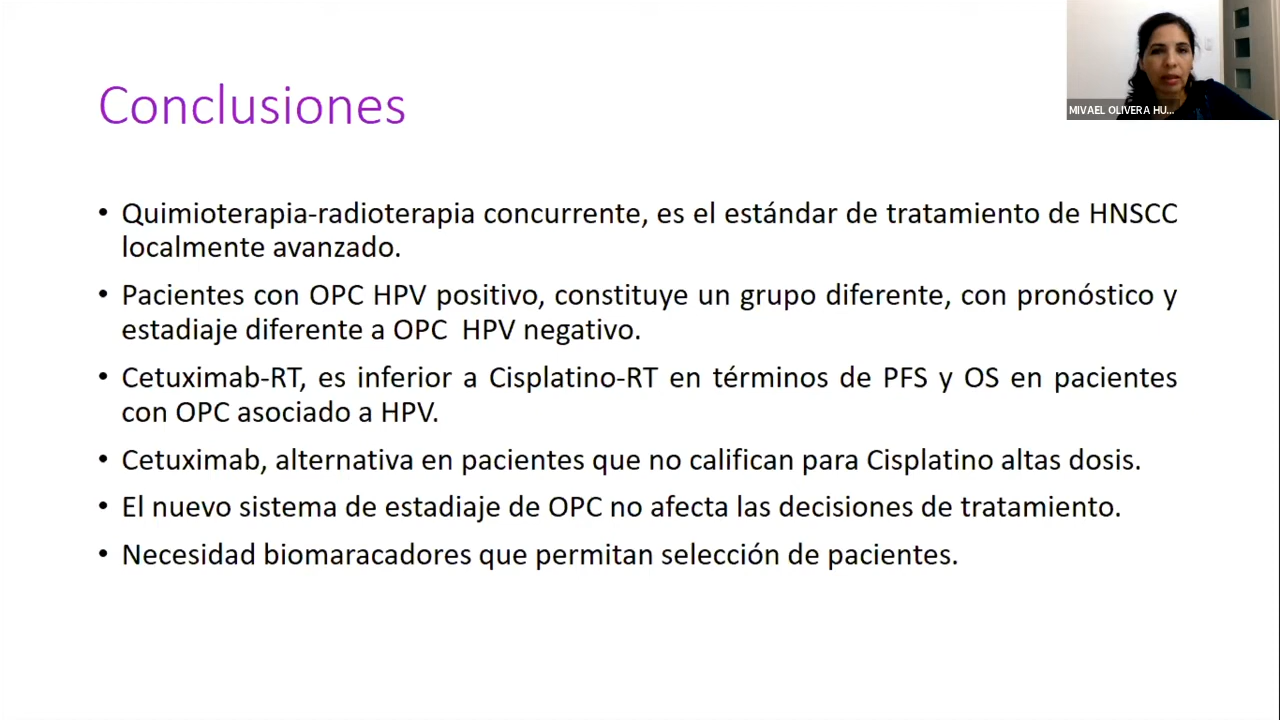 Conclusiones
MIVAEL OLIVERA HU...
• Quimioterapia-radioterapia concurrente, es el estándar de tratamiento de HNSCC
localmente avanzado.
• Pacientes con OPC HPV positivo, constituye un grupo diferente, con pronóstico y
estadiaje diferente a OPC  HPV negativo.
• Cetuximab-RT, es inferior a Cisplatino-RT en términos de PFS y OS en pacientes
con OPC asociado a HPV.
• Cetuximab, alternativa en pacientes que no califican para Cisplatino altas dosis.
• El nuevo sistema de estadiaje de OPC no afecta las decisiones de tratamiento.
• Necesidad biomaracadores que permitan selección de pacientes.